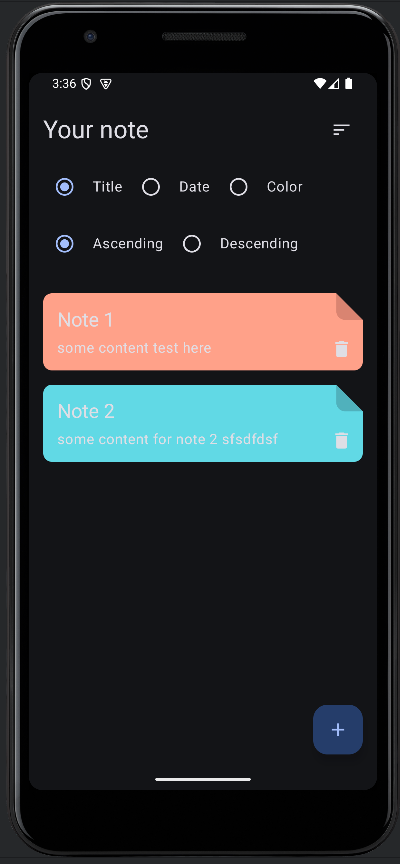 3:36
Your note
Title Date Color
Ascending Descending
Note 1
some content test here
Note 2
some content for note 2 sfsdfdsf